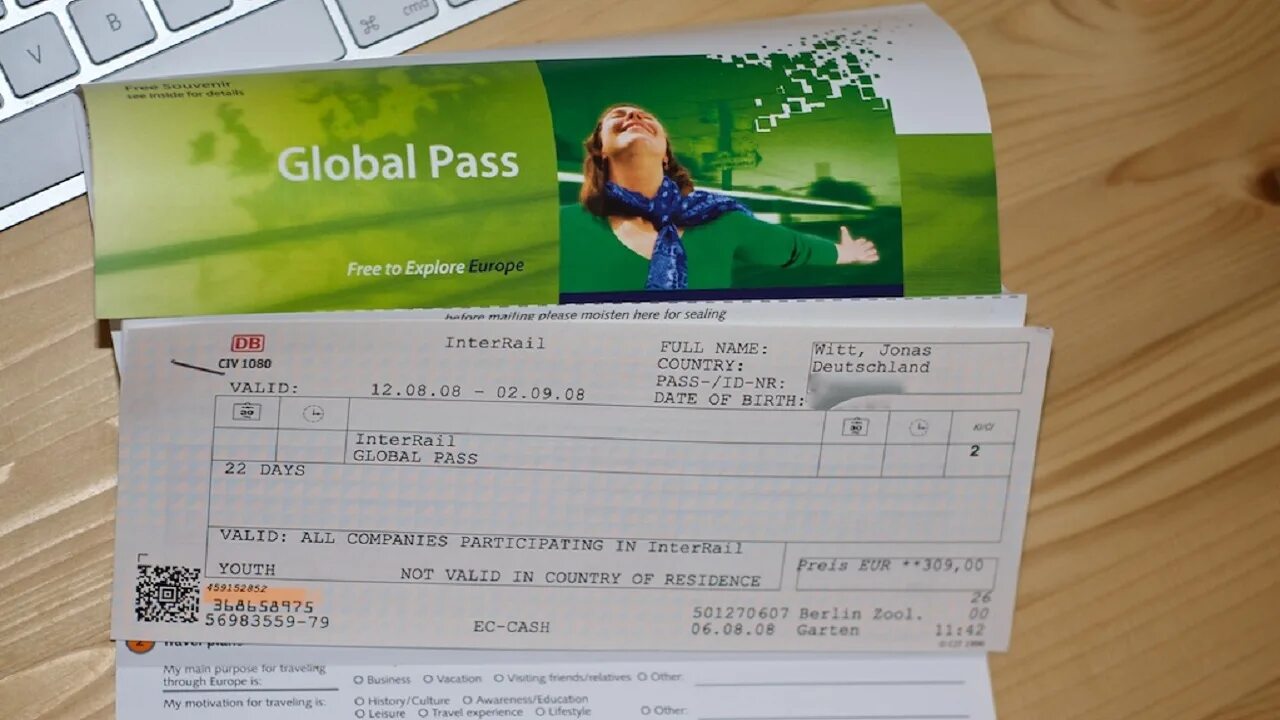 V
B
⌘
cmd
Free Souvenir
see inside for details
Global Pass
Free to Explore Europe
before mailing please moisten here for sealing
DB
CIV 1080
InterRail
FULL NAME: Witt, Jonas
COUNTRY: Deutschland
PASS-/ID-NR:
DATE OF BIRTH:
VALID: 12.08.08 - 02.09.08
Kl/Cl
InterRail
GLOBAL PASS
2
22 DAYS
VALID: ALL COMPANIES PARTICIPATING IN InterRail
YOUTH NOT VALID IN COUNTRY OF RESIDENCE
Preis EUR **309,00
459152852
368658975
56983559-79
EC-CASH
26
501270607 Berlin Zool. 00
06.08.08 Garten 11:42
2 Travel plans
My main purpose for traveling
through Europe is:
Business Vacation Visiting friends/relatives Other:
My motivation for traveling is:
History/Culture Awareness/Education
Leisure Travel experience Lifestyle Other: